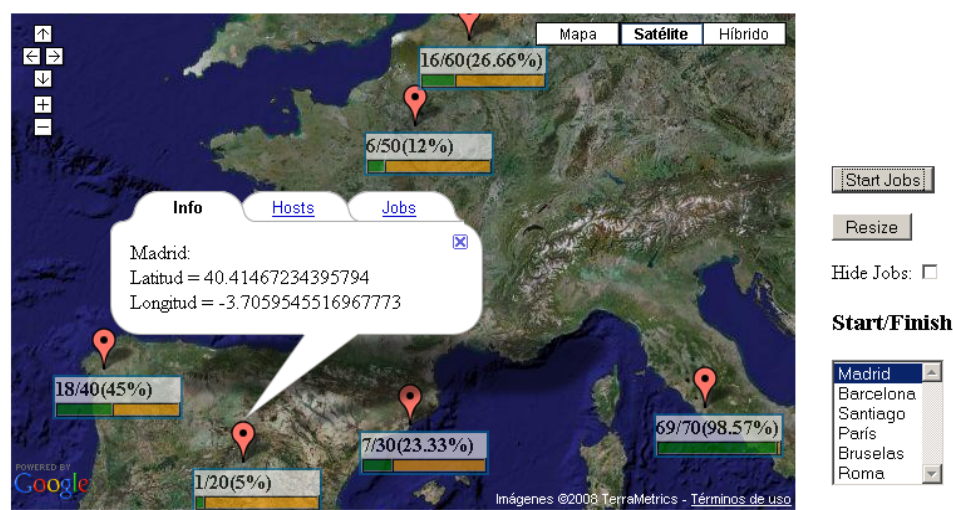 Mapa Satélite Híbrido
16/60(26.66%)
6/50(12%)
Info Hosts Jobs
Madrid:
Latitud = 40.41467234395794
Longitud = -3.7059545516967773
18/40(45%)
7/30(23.33%)
69/70(98.57%)
1/20(5%)
POWERED BY
Google
Imágenes ©2008 TerraMetrics - Términos de uso
Start Jobs
Resize
Hide Jobs:
Start/Finish
Madrid
Barcelona
Santiago
París
Bruselas
Roma